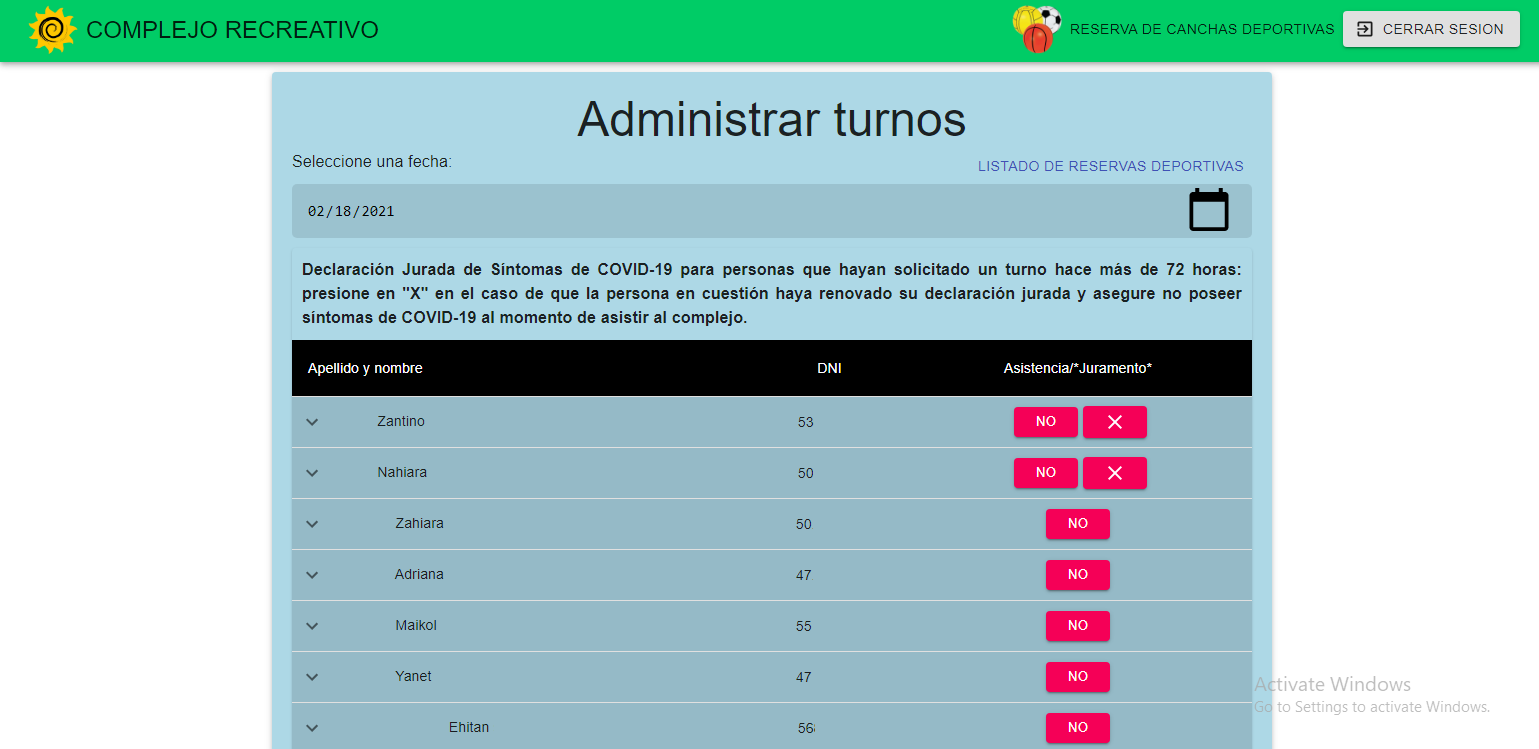 COMPLEJO RECREATIVO
RESERVA DE CANCHAS DEPORTIVAS
CERRAR SESION
Administrar turnos
Seleccione una fecha:
LISTADO DE RESERVAS DEPORTIVAS
02/18/2021
Declaración Jurada de Síntomas de COVID-19 para personas que hayan solicitado un turno hace más de 72 horas:
presione en "X" en el caso de que la persona en cuestión haya renovado su declaración jurada y asegure no poseer
síntomas de COVID-19 al momento de asistir al complejo.
Apellido y nombre DNI Asistencia/*Juramento*
Zantino 53 NO
Nahiara 50 NO
Zahiara 50 NO
Adriana 47 NO
Maikol 55 NO
Yanet 47 NO
Ehitan 56 NO
Activate Windows
Go to Settings to activate Windows.